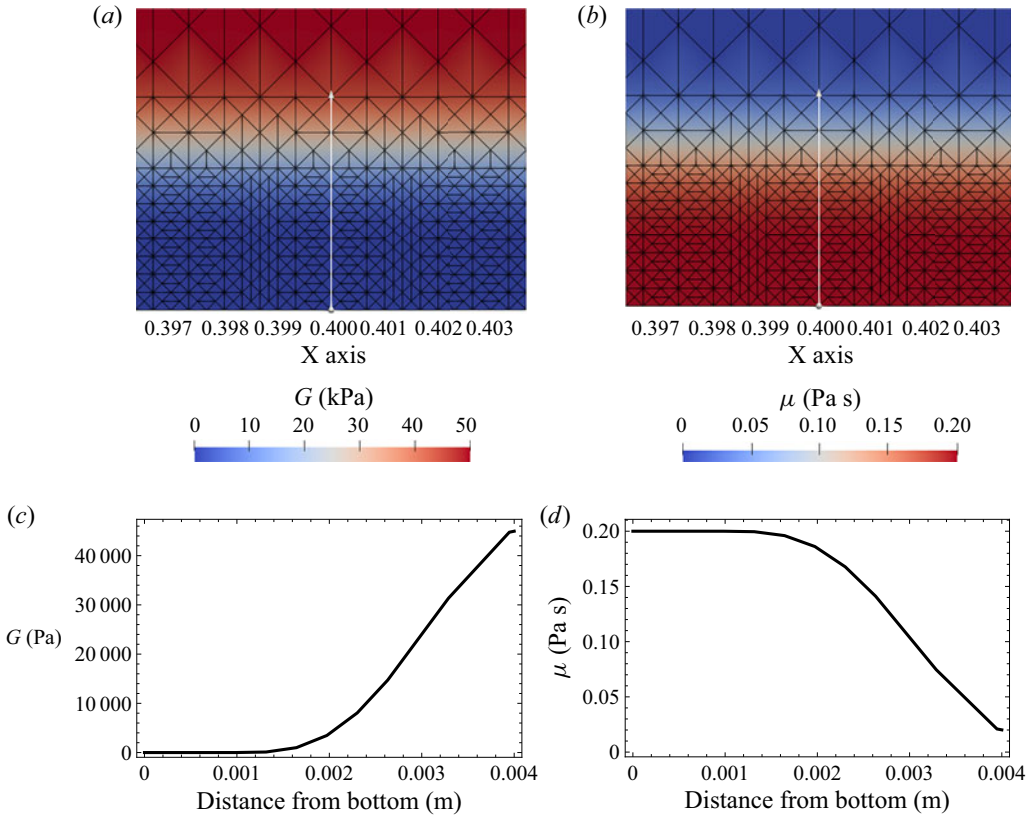 (a)
(b)
0.397 0.398 0.399 0.400 0.401 0.402 0.403
X axis
0.397 0.398 0.399 0.400 0.401 0.402 0.403
X axis
G (kPa)
0 10 20 30 40 50
μ (Pa s)
0 0.05 0.10 0.15 0.20
(c)
G (Pa)
40 000
30 000
20 000
10 000
0
0 0.001 0.002 0.003 0.004
Distance from bottom (m)
(d)
μ (Pa s)
0.20
0.15
0.10
0.05
0
0 0.001 0.002 0.003 0.004
Distance from bottom (m)